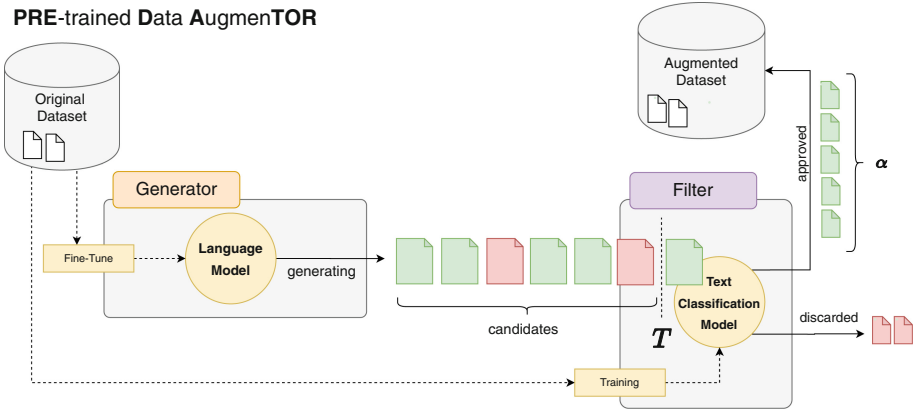 PRE-trained Data AugmenTOR
Original
Dataset
Augmented
Dataset
Generator
Filter
Fine-Tune
Language
Model
generating
candidates
T
Text
Classification
Model
Training
approved
α
discarded